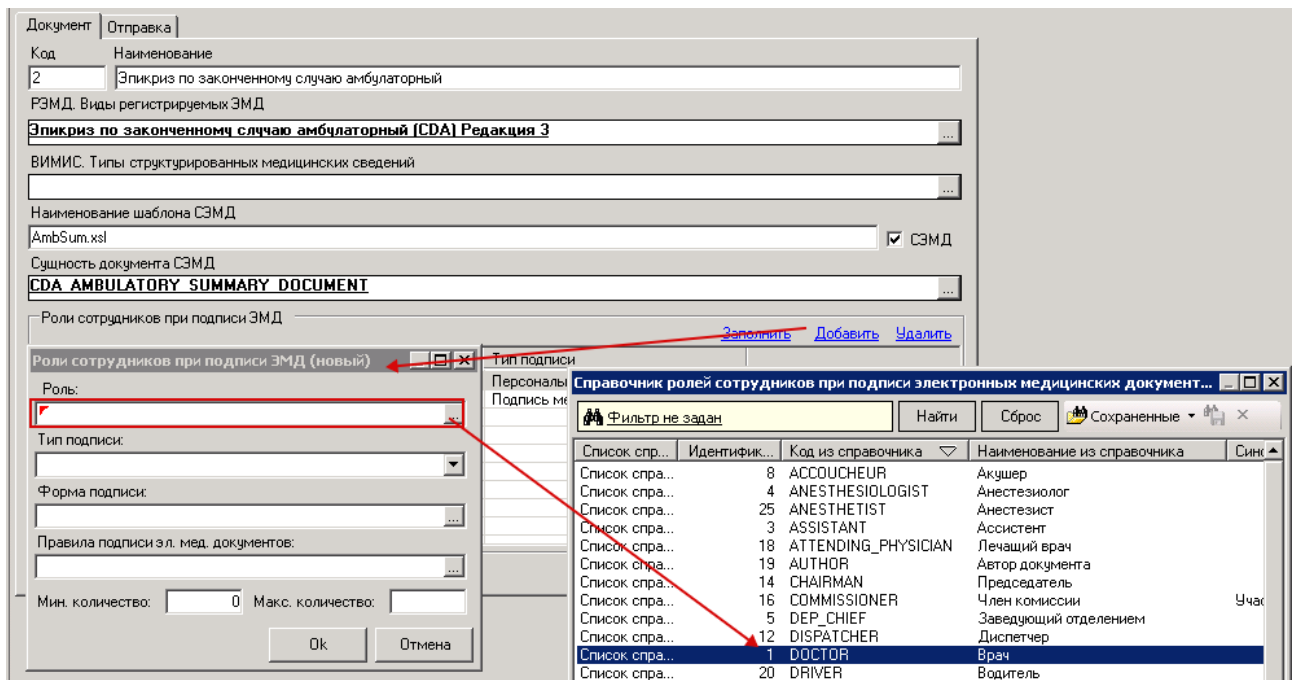 Документ Отправка
Код Наименование
2 Эпикриз по законченному случаю амбулаторный
РЭМД. Виды регистрируемых ЭМД
Эпикриз по законченному случаю амбулаторный (CDA) Редакция 3 ...
ВИМИС. Типы структурированных медицинских сведений
...
Наименование шаблона СЭМД
AmbSum.xsl СЭМД
Сущность документа СЭМД
CDA_AMBULATORY_SUMMARY_DOCUMENT ...
Роли сотрудников при подписи ЭМД
Заполнить Добавить Удалить
Тип подписи
Персональ
Подпись ме
Роли сотрудников при подписи ЭМД (новый)
Роль:
...
Тип подписи:
Форма подписи:
...
Правила подписи эл. мед. документов:
...
Мин. количество: 0 Макс. количество:
Ok Отмена
Справочник ролей сотрудников при подписи электронных медицинских документ...
Фильтр не задан Найти Сброс Сохраненные
Список спр... Идентифик... Код из справочника Наименование из справочника Сино
Список спра... 8 ACCOUCHEUR Акушер
Список спра... 4 ANESTHESIOLOGIST Анестезиолог
Список спра... 25 ANESTHETIST Анестезист
Список спра... 3 ASSISTANT Ассистент
Список спра... 18 ATTENDING_PHYSICIAN Лечащий врач
Список спра... 19 AUTHOR Автор документа
Список спра... 14 CHAIRMAN Председатель
Список спра... 16 COMMISSIONER Член комиссии Учас
Список спра... 5 DEP_CHIEF Заведующий отделением
Список спра... 12 DISPATCHER Диспетчер
Список спра... 1 DOCTOR Врач
Список спра... 20 DRIVER Водитель